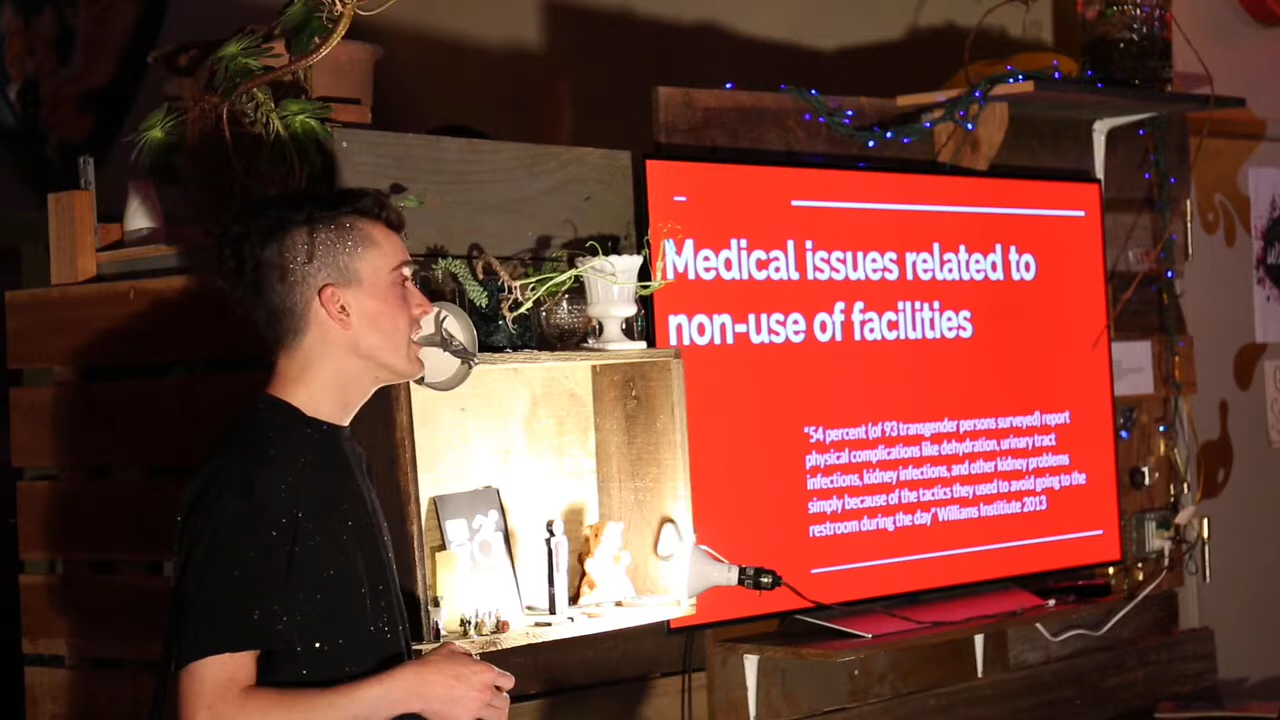 Medical issues related to
non-use of facilities
“54 percent (of 93 transgender persons surveyed) report
physical complications like dehydration, urinary tract
infections, kidney infections, and other kidney problems
simply because of the tactics they used to avoid going to the
restroom during the day” Williams Institiute 2013